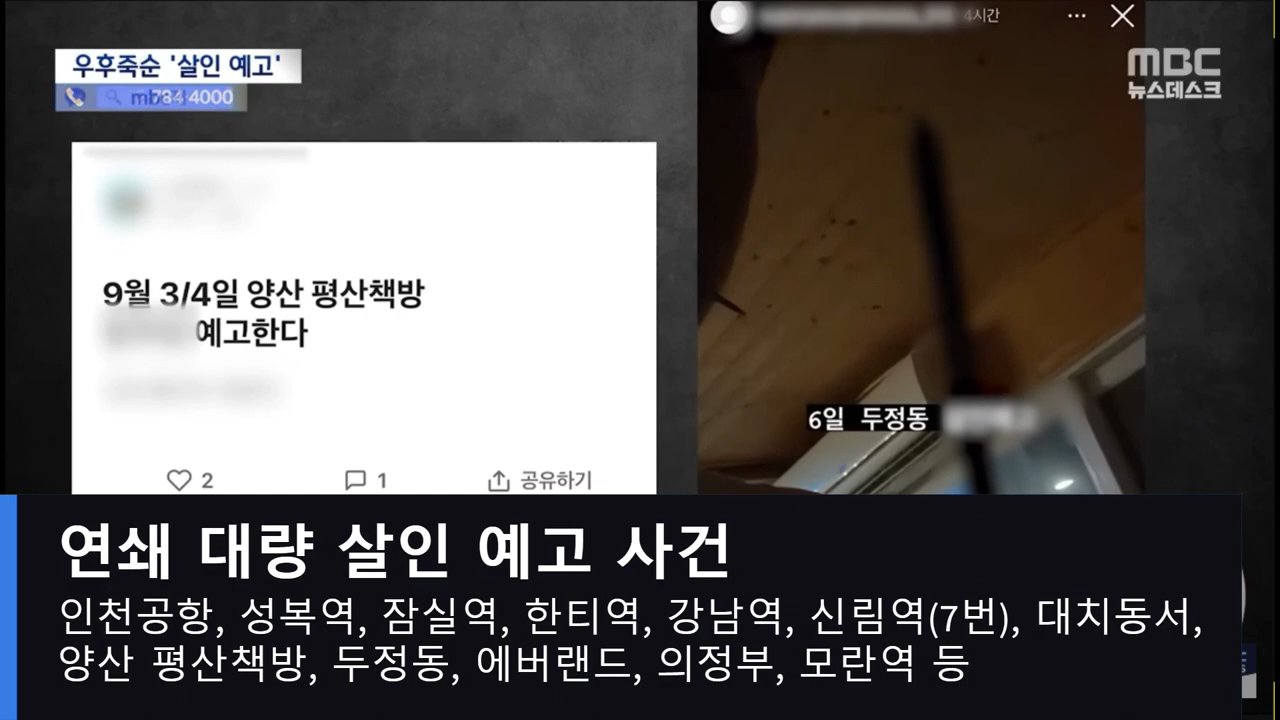 4시간
우후죽순 '살인 예고'
MBC
뉴스데스크
784-4000
9월 3/4일 양산 평산책방
예고한다
6일 두정동
2
1
공유하기
연쇄 대량 살인 예고 사건
인천공항, 성복역, 잠실역, 한티역, 강남역, 신림역(7번), 대치동서,
양산 평산책방, 두정동, 에버랜드, 의정부, 모란역 등